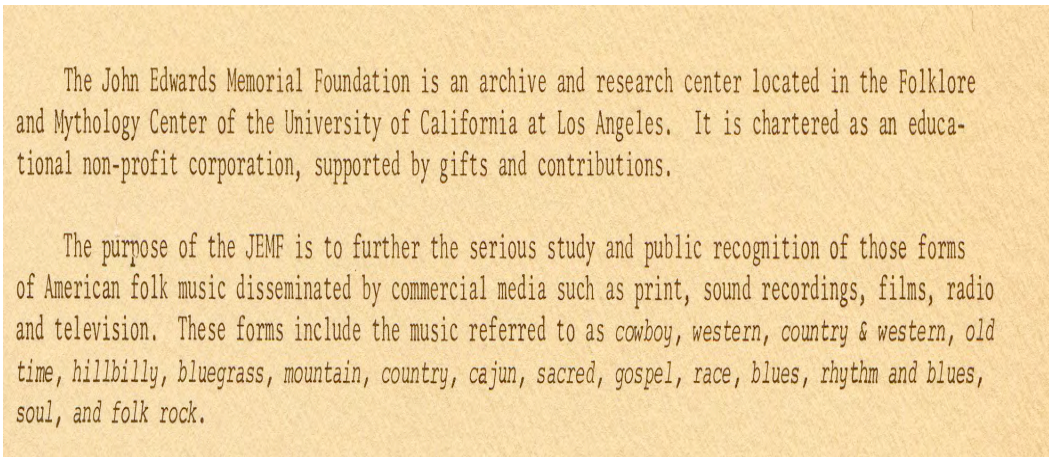 The John Edwards Memorial Foundation is an archive and research center located in the Folklore
and Mythology Center of the University of California at Los Angeles. It is chartered as an educa-
tional non-profit corporation, supported by gifts and contributions.
The purpose of the JEMF is to further the serious study and public recognition of those forms
of American folk music disseminated by commercial media such as print, sound recordings, films, radio
and television. These forms include the music referred to as cowboy, western, country & western, old
time, hillbilly, bluegrass, mountain, country, cajun, sacred, gospel, race, blues, rhythm and blues,
soul, and folk rock.